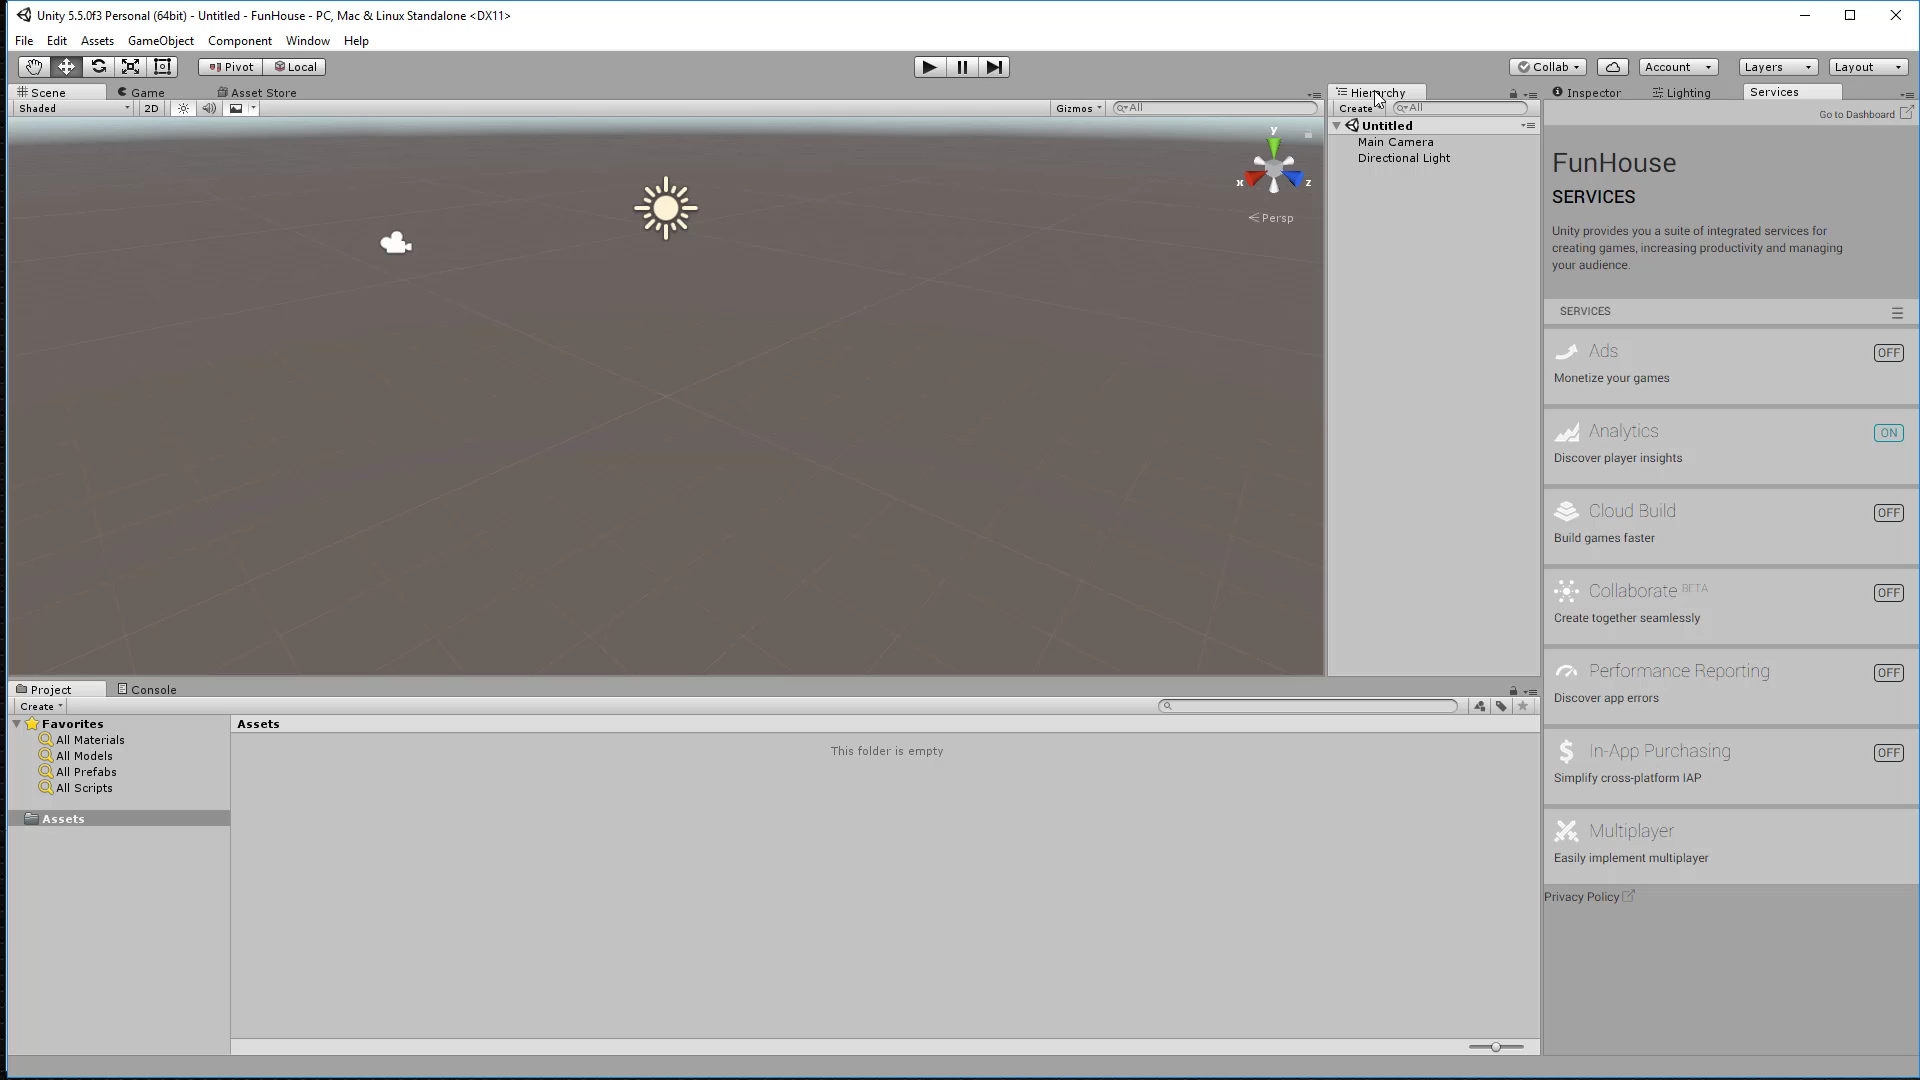 Unity 5.5.0f3 Personal (64bit) - Untitled - FunHouse - PC, Mac & Linux Standalone <DX11>
File Edit Assets GameObject Component Window Help
Pivot Local Collab Account Layers Layout
Scene Game Asset Store
Shaded 2D Gizmos All
y
x z
Persp
Hierarchy
Create All
Untitled
Main Camera
Directional Light
Inspector Lighting Services
Go to Dashboard
FunHouse
SERVICES
Unity provides you a suite of integrated services for
creating games, increasing productivity and managing
your audience.
SERVICES
Ads OFF
Monetize your games
Analytics ON
Discover player insights
Cloud Build OFF
Build games faster
Collaborate BETA OFF
Create together seamlessly
Performance Reporting OFF
Discover app errors
In-App Purchasing OFF
Simplify cross-platform IAP
Multiplayer
Easily implement multiplayer
Privacy Policy
Project Console
Create
Favorites
All Materials
All Models
All Prefabs
All Scripts
Assets
Assets
This folder is empty